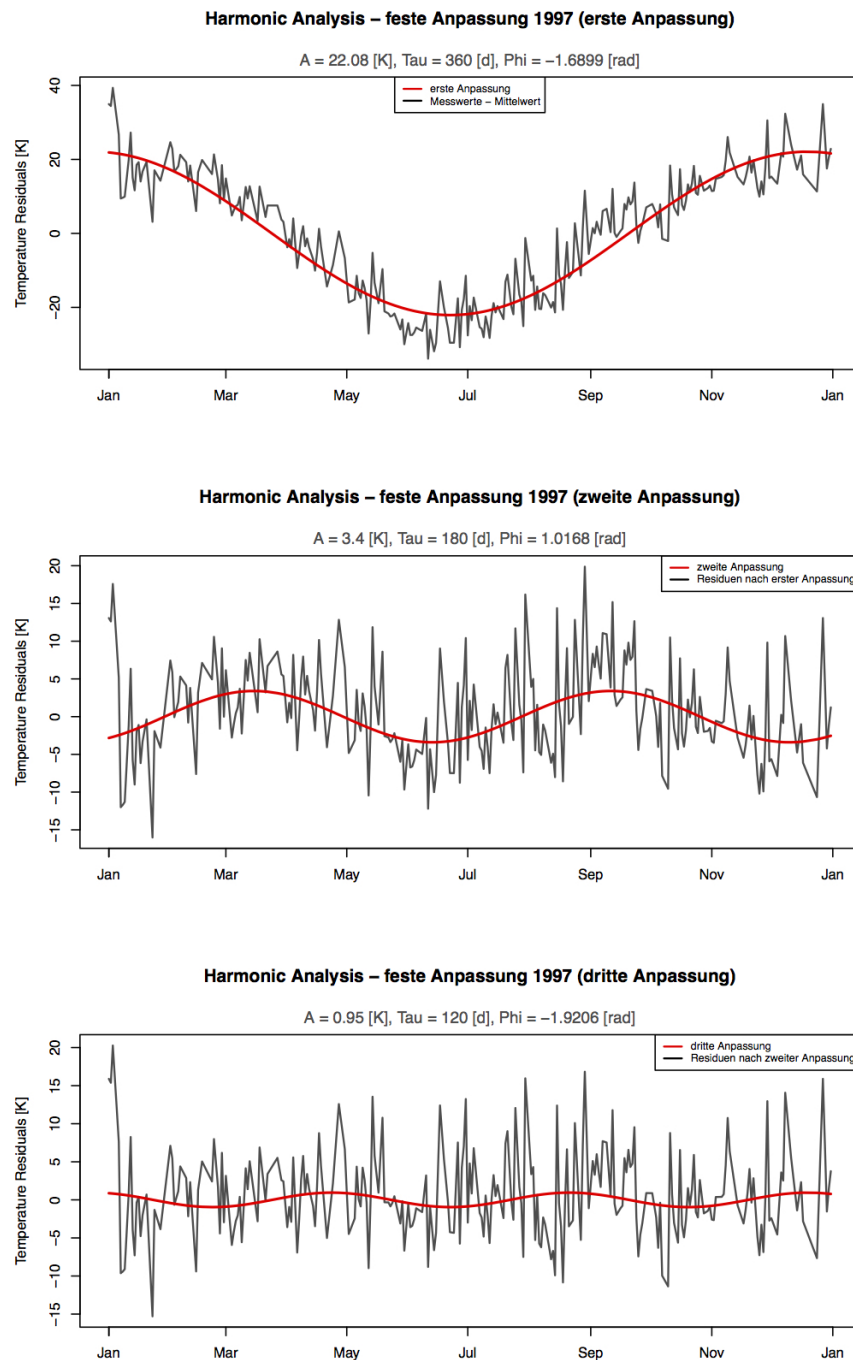 Harmonic Analysis – feste Anpassung 1997 (erste Anpassung)
A = 22.08 [K], Tau = 360 [d], Phi = −1.6899 [rad]
erste Anpassung
Messwerte − Mittelwert
Temperature Residuals [K]
40
20
0
−20
Jan Mar May Jul Sep Nov Jan
Harmonic Analysis – feste Anpassung 1997 (zweite Anpassung)
A = 3.4 [K], Tau = 180 [d], Phi = 1.0168 [rad]
zweite Anpassung
Residuen nach erster Anpassung
Temperature Residuals [K]
20
15
10
5
0
−5
−10
−15
Jan Mar May Jul Sep Nov Jan
Harmonic Analysis – feste Anpassung 1997 (dritte Anpassung)
A = 0.95 [K], Tau = 120 [d], Phi = −1.9206 [rad]
dritte Anpassung
Residuen nach zweiter Anpassung
Temperature Residuals [K]
20
15
10
5
0
−5
−10
−15
Jan Mar May Jul Sep Nov Jan